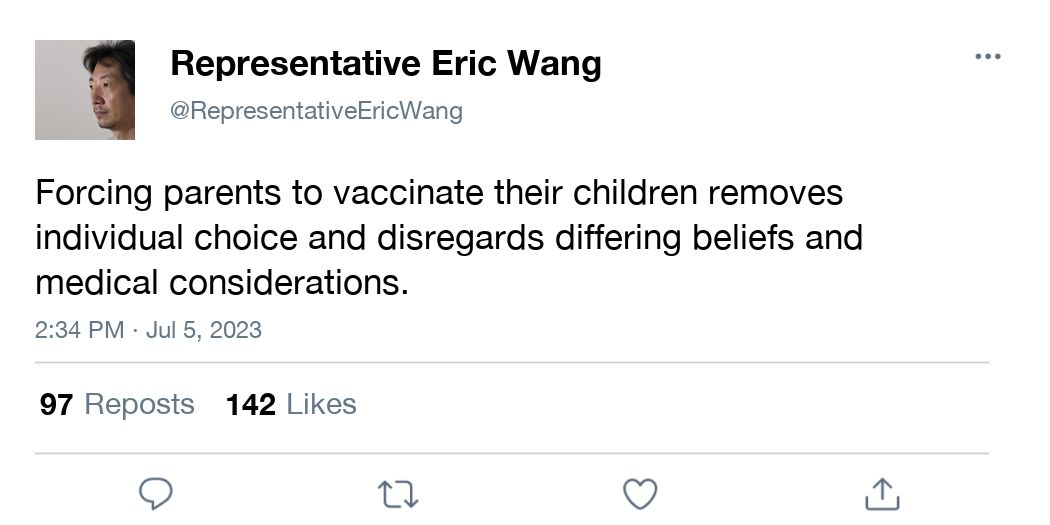 Representative Eric Wang
@RepresentativeEricWang
Forcing parents to vaccinate their children removes
individual choice and disregards differing beliefs and
medical considerations.
2:34 PM · Jul 5, 2023
97 Reposts 142 Likes